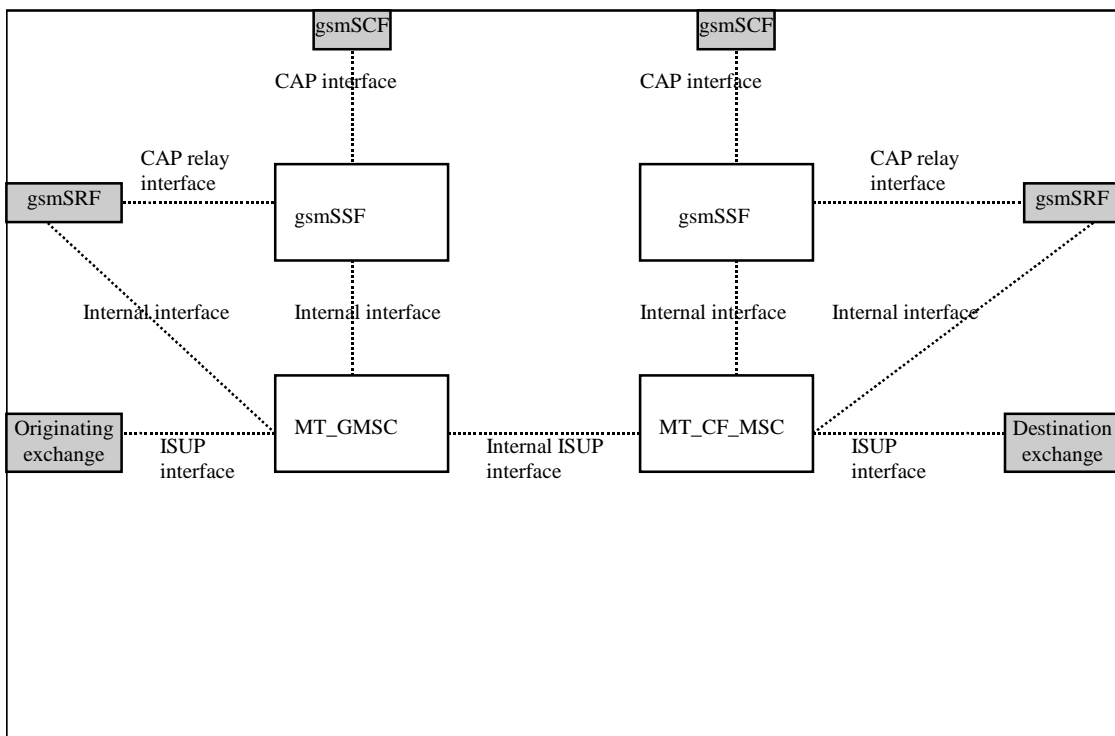 gsmSCF
gsmSCF
CAP interface
CAP interface
CAP relay
interface
CAP relay
interface
gsmSRF
gsmSSF
gsmSSF
gsmSRF
Internal interface
Internal interface
Internal interface
Internal interface
Originating
exchange
ISUP
interface
MT_GMSC
Internal ISUP
interface
MT_CF_MSC
ISUP
interface
Destination
exchange